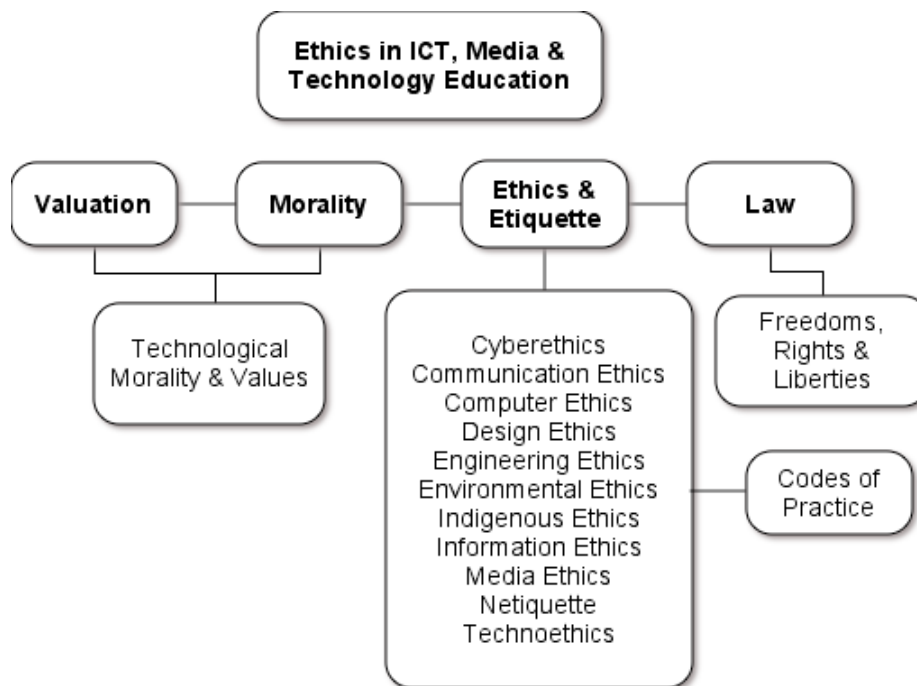 Ethics in ICT, Media &
Technology Education
Valuation
Morality
Ethics &
Etiquette
Law
Technological
Morality & Values
Cyberethics
Communication Ethics
Computer Ethics
Design Ethics
Engineering Ethics
Environmental Ethics
Indigenous Ethics
Information Ethics
Media Ethics
Netiquette
Technoethics
Freedoms,
Rights &
Liberties
Codes of
Practice